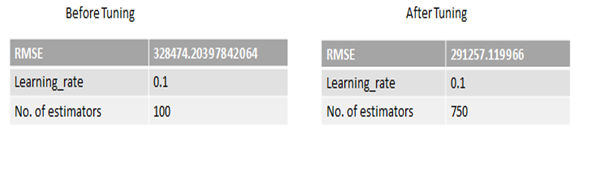 Before Tuning
RMSE 328474.20397842064
Learning_rate 0.1
No. of estimators 100
After Tuning
RMSE 291257.119966
Learning_rate 0.1
No. of estimators 750